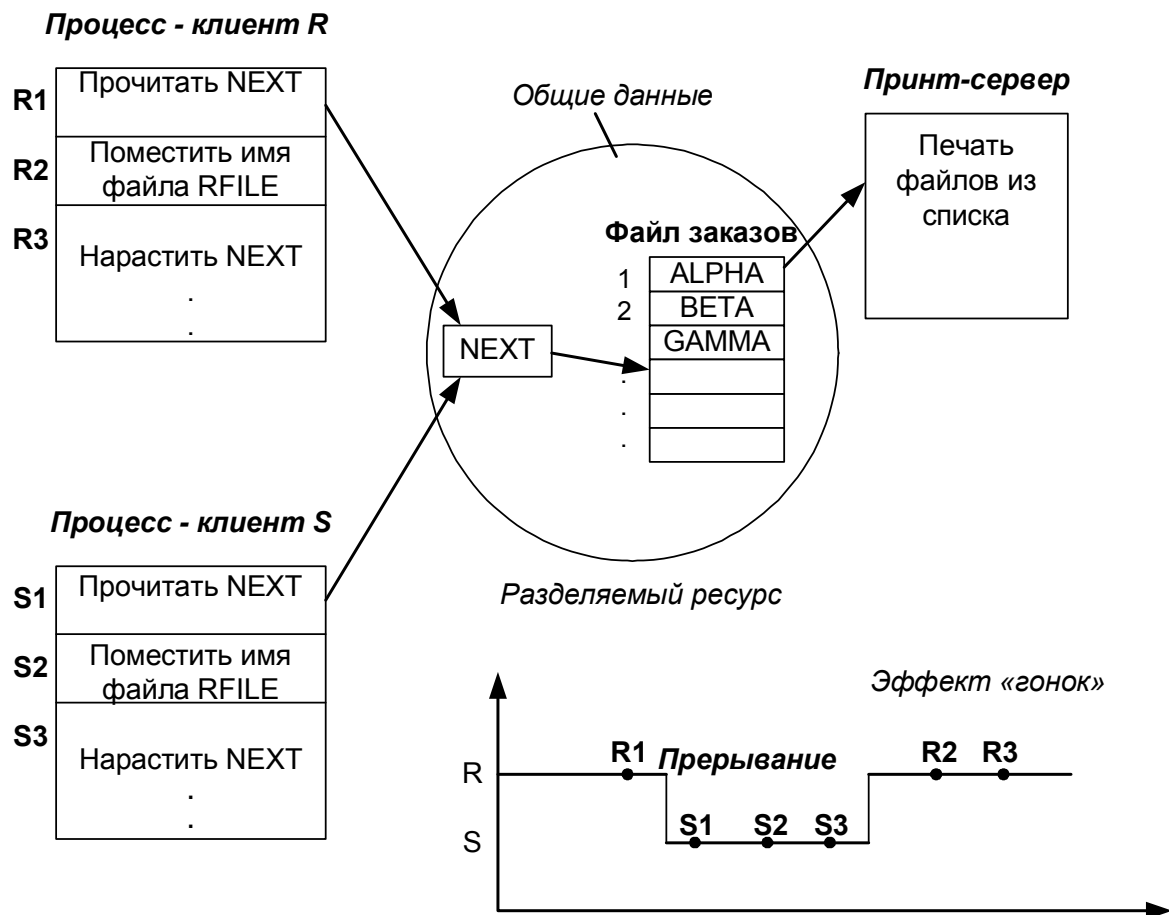 Процесс - клиент R
R1
Прочитать NEXT
R2
Поместить имя
файла RFILE
R3
Нарастить NEXT
.
.
Общие данные
Принт-сервер
Печать
файлов из
списка
Файл заказов
1
ALPHA
2
BETA
GAMMA
.
.
.
NEXT
Разделяемый ресурс
Процесс - клиент S
S1
Прочитать NEXT
S2
Поместить имя
файла RFILE
S3
Нарастить NEXT
.
.
Эффект «гонок»
R
R1
Прерывание
R2
R3
S
S1
S2
S3